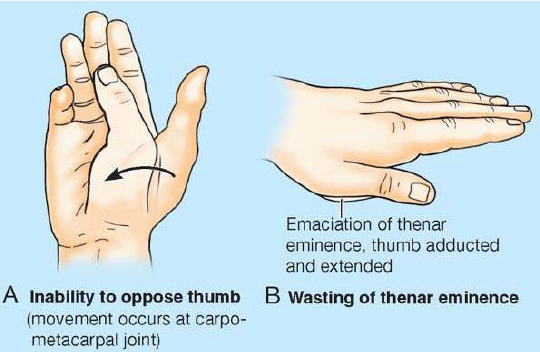 Emaciation of thenar
eminence, thumb adducted
and extended
A Inability to oppose thumb
(movement occurs at carpo-
metacarpal joint)
B Wasting of thenar eminence